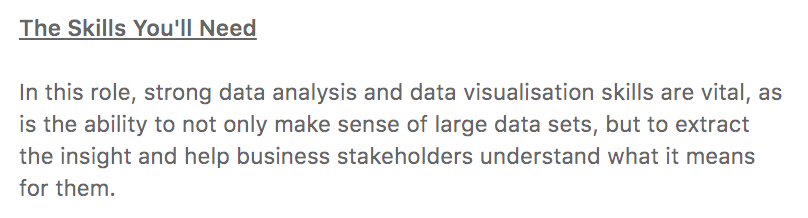 The Skills You'll Need
In this role, strong data analysis and data visualisation skills are vital, as
is the ability to not only make sense of large data sets, but to extract
the insight and help business stakeholders understand what it means
for them.